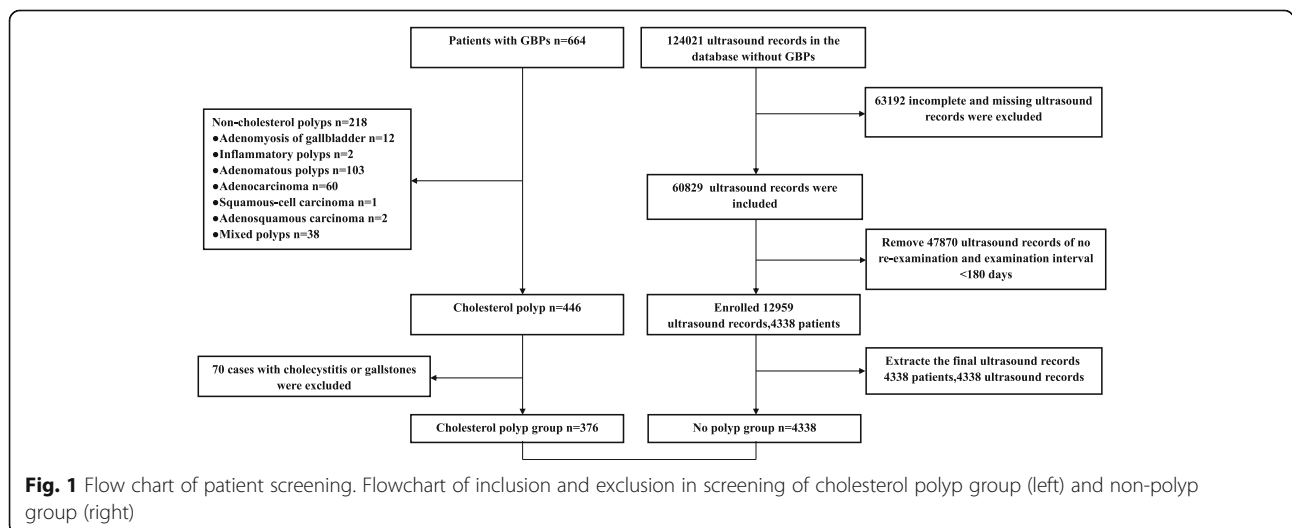 Patients with GBPs n=664
124021 ultrasound records in the
database without GBPs
63192 incomplete and missing ultrasound
records were excluded
Non-cholesterol polyps n=218
●Adenomyosis of gallbladder n=12
●Inflammatory polyps n=2
●Adenomatous polyps n=103
●Adenocarcinoma n=60
●Squamous-cell carcinoma n=1
●Adenosquamous carcinoma n=2
●Mixed polyps n=38
60829 ultrasound records were
included
Remove 47870 ultrasound records of no
re-examination and examination interval
<180 days
Cholesterol polyp n=446
Enrolled 12959
ultrasound records,4338 patients
70 cases with cholecystitis or gallstones
were excluded
Extracte the final ultrasound records
4338 patients,4338 ultrasound records
Cholesterol polyp group n=376
No polyp group n=4338
Fig. 1 Flow chart of patient screening. Flowchart of inclusion and exclusion in screening of cholesterol polyp group (left) and non-polyp
group (right)